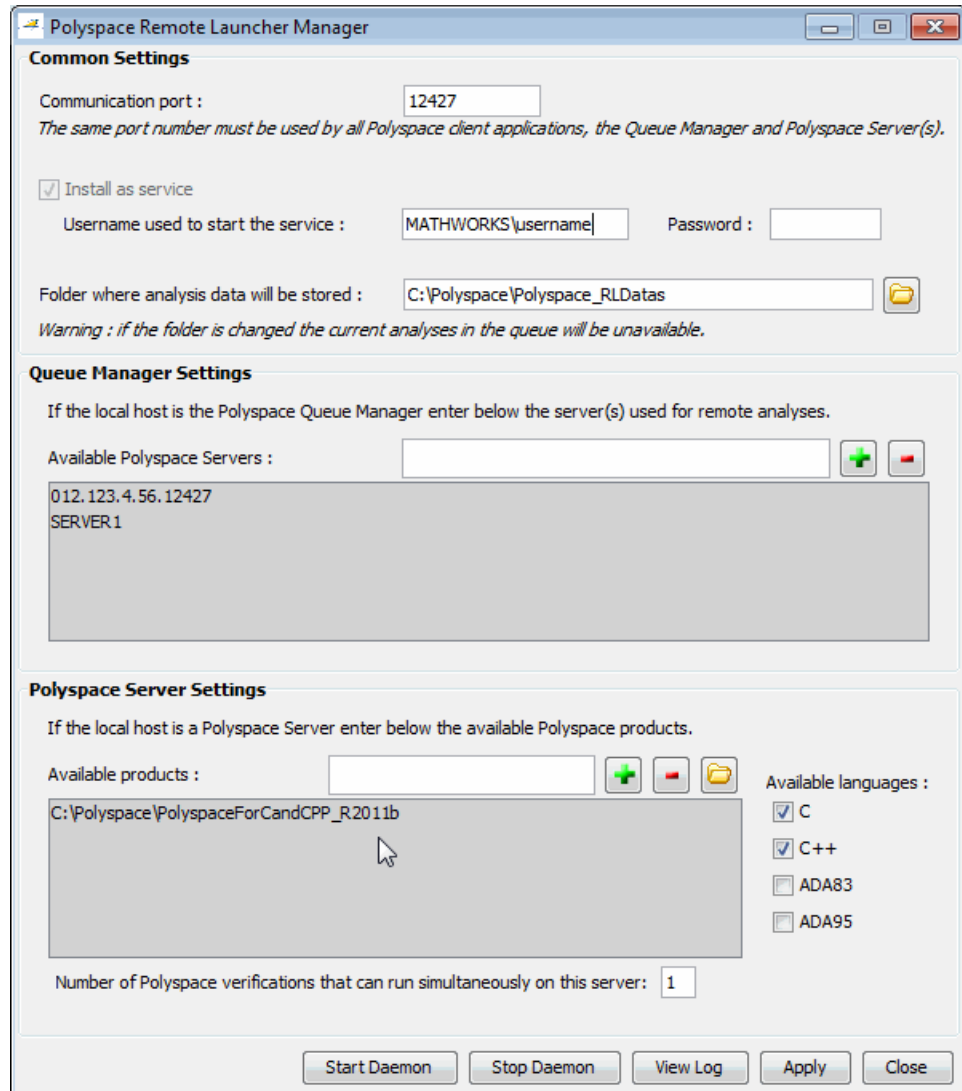 Polyspace Remote Launcher Manager
Common Settings
Communication port : 12427
The same port number must be used by all Polyspace client applications, the Queue Manager and Polyspace Server(s).
Install as service
Username used to start the service : MATHWORKS\username Password :
Folder where analysis data will be stored : C:\Polyspace\Polyspace_RLDatas
Warning : if the folder is changed the current analyses in the queue will be unavailable.
Queue Manager Settings
If the local host is the Polyspace Queue Manager enter below the server(s) used for remote analyses.
Available Polyspace Servers :
012.123.4.56.12427
SERVER1
Polyspace Server Settings
If the local host is a Polyspace Server enter below the available Polyspace products.
Available products :
Available languages :
C:\Polyspace\PolyspaceForCandCPP_R2011b
C
C++
ADA83
ADA95
Number of Polyspace verifications that can run simultaneously on this server: 1
Start Daemon Stop Daemon View Log Apply Close